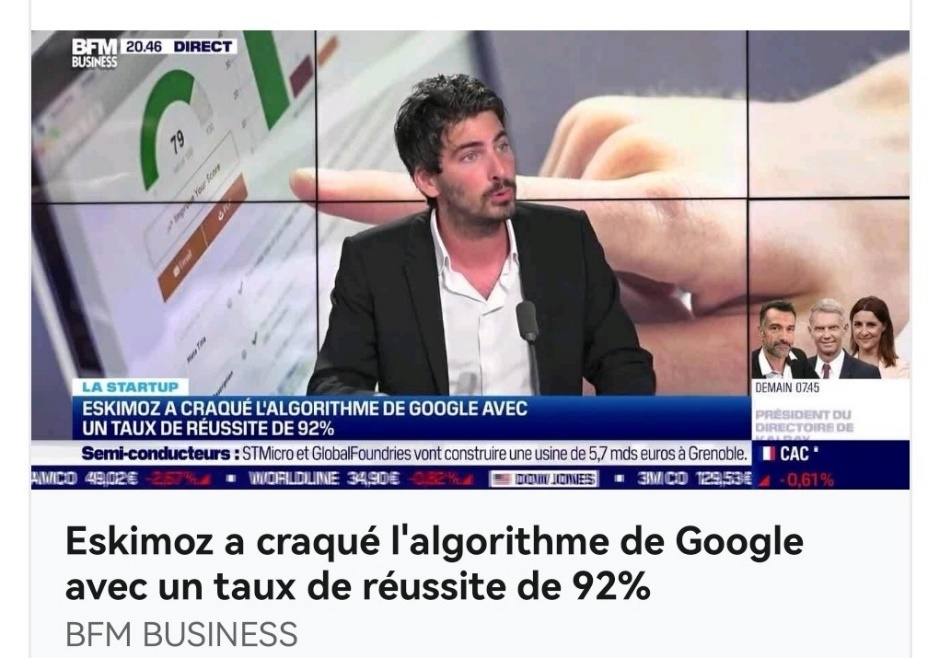 BFM 20.46 DIRECT
BUSINESS
79
LA STARTUP
ESKIMOZ A CRAQUÉ L'ALGORITHME DE GOOGLE AVEC
UN TAUX DE RÉUSSITE DE 92%
DEMAIN 07.45
PRÉSIDENT DU
DIRECTOIRE DE
KALRAY
Semi-conducteurs : STMicro et GlobalFoundries vont construire une usine de 5,7 mds euros à Grenoble.
CAC
-0,61%
49,02€ -2,67% WORLDLINE 34,90€ -0,82% DOW JONES 3M CO 129,53€
Eskimoz a craqué l'algorithme de Google
avec un taux de réussite de 92%
BFM BUSINESS